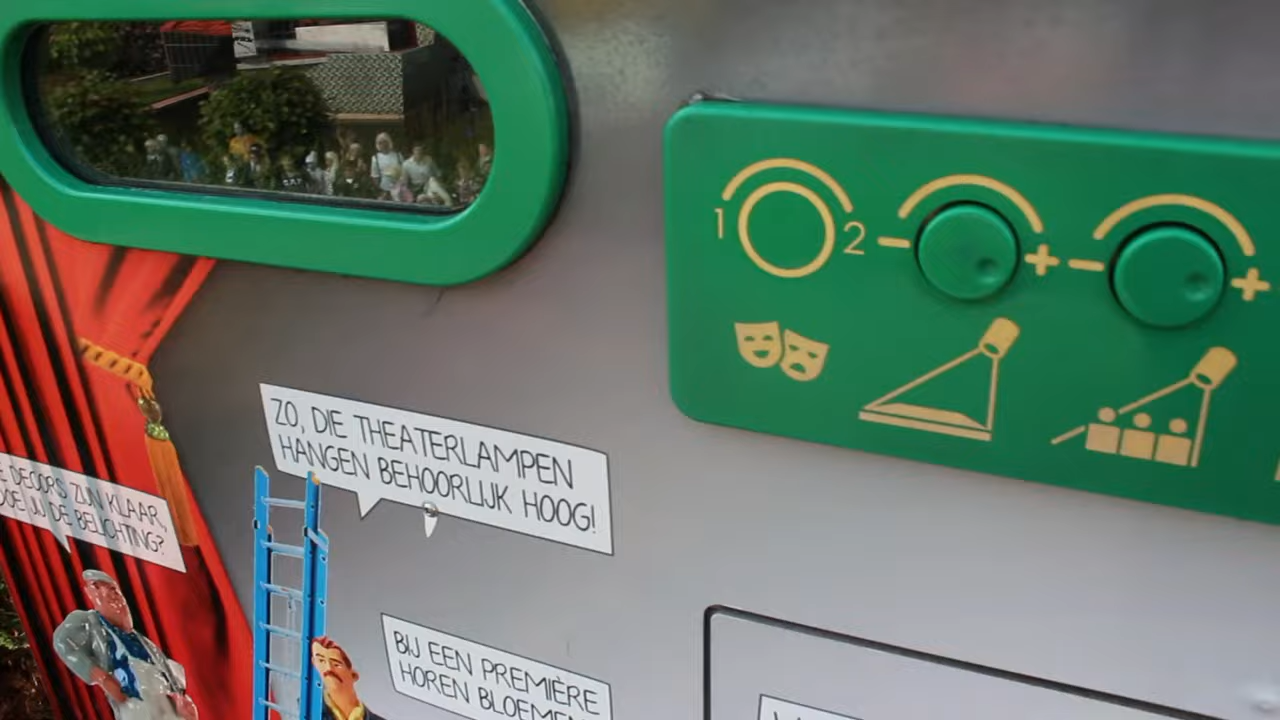 1
2
-
+
-
+
ZO, DIE THEATERLAMPEN
HANGEN BEHOORLIJK HOOG!
DECORS ZIJN KLAAR,
JIJ DE BELICHTING?
BIJ EEN PREMIÈRE
HOREN BLOEMEN